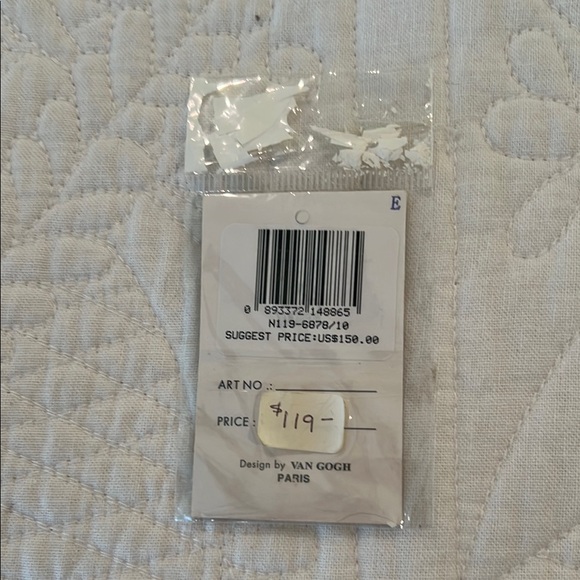 E
0 893372 148865
N119-6878/10
SUGGEST PRICE:US$150.00
ART NO .:
PRICE : $119-
Design by VAN GOGH
PARIS